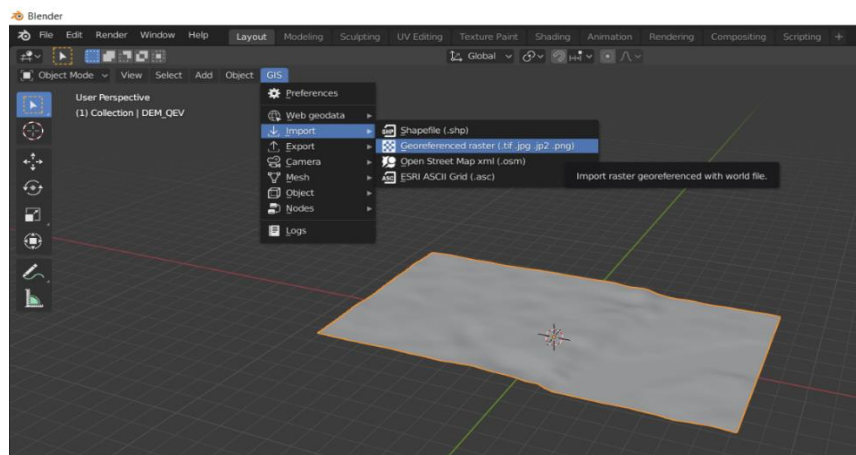 Blender
File Edit Render Window Help Layout Modeling Sculpting UV Editing Texture Paint Shading Animation Rendering Compositing Scripting +
Global
Object Mode View Select Add Object GIS
User Perspective
(1) Collection | DEM_QEV
Preferences
Web geodata
Import
Export
Camera
Mesh
Object
Nodes
Logs
SHP Shapefile (.shp)
Georeferenced raster (.tif .jpg .jp2 .png)
Open Street Map xml (.osm)
ASC ESRI ASCII Grid (.asc)
Import raster georeferenced with world file.